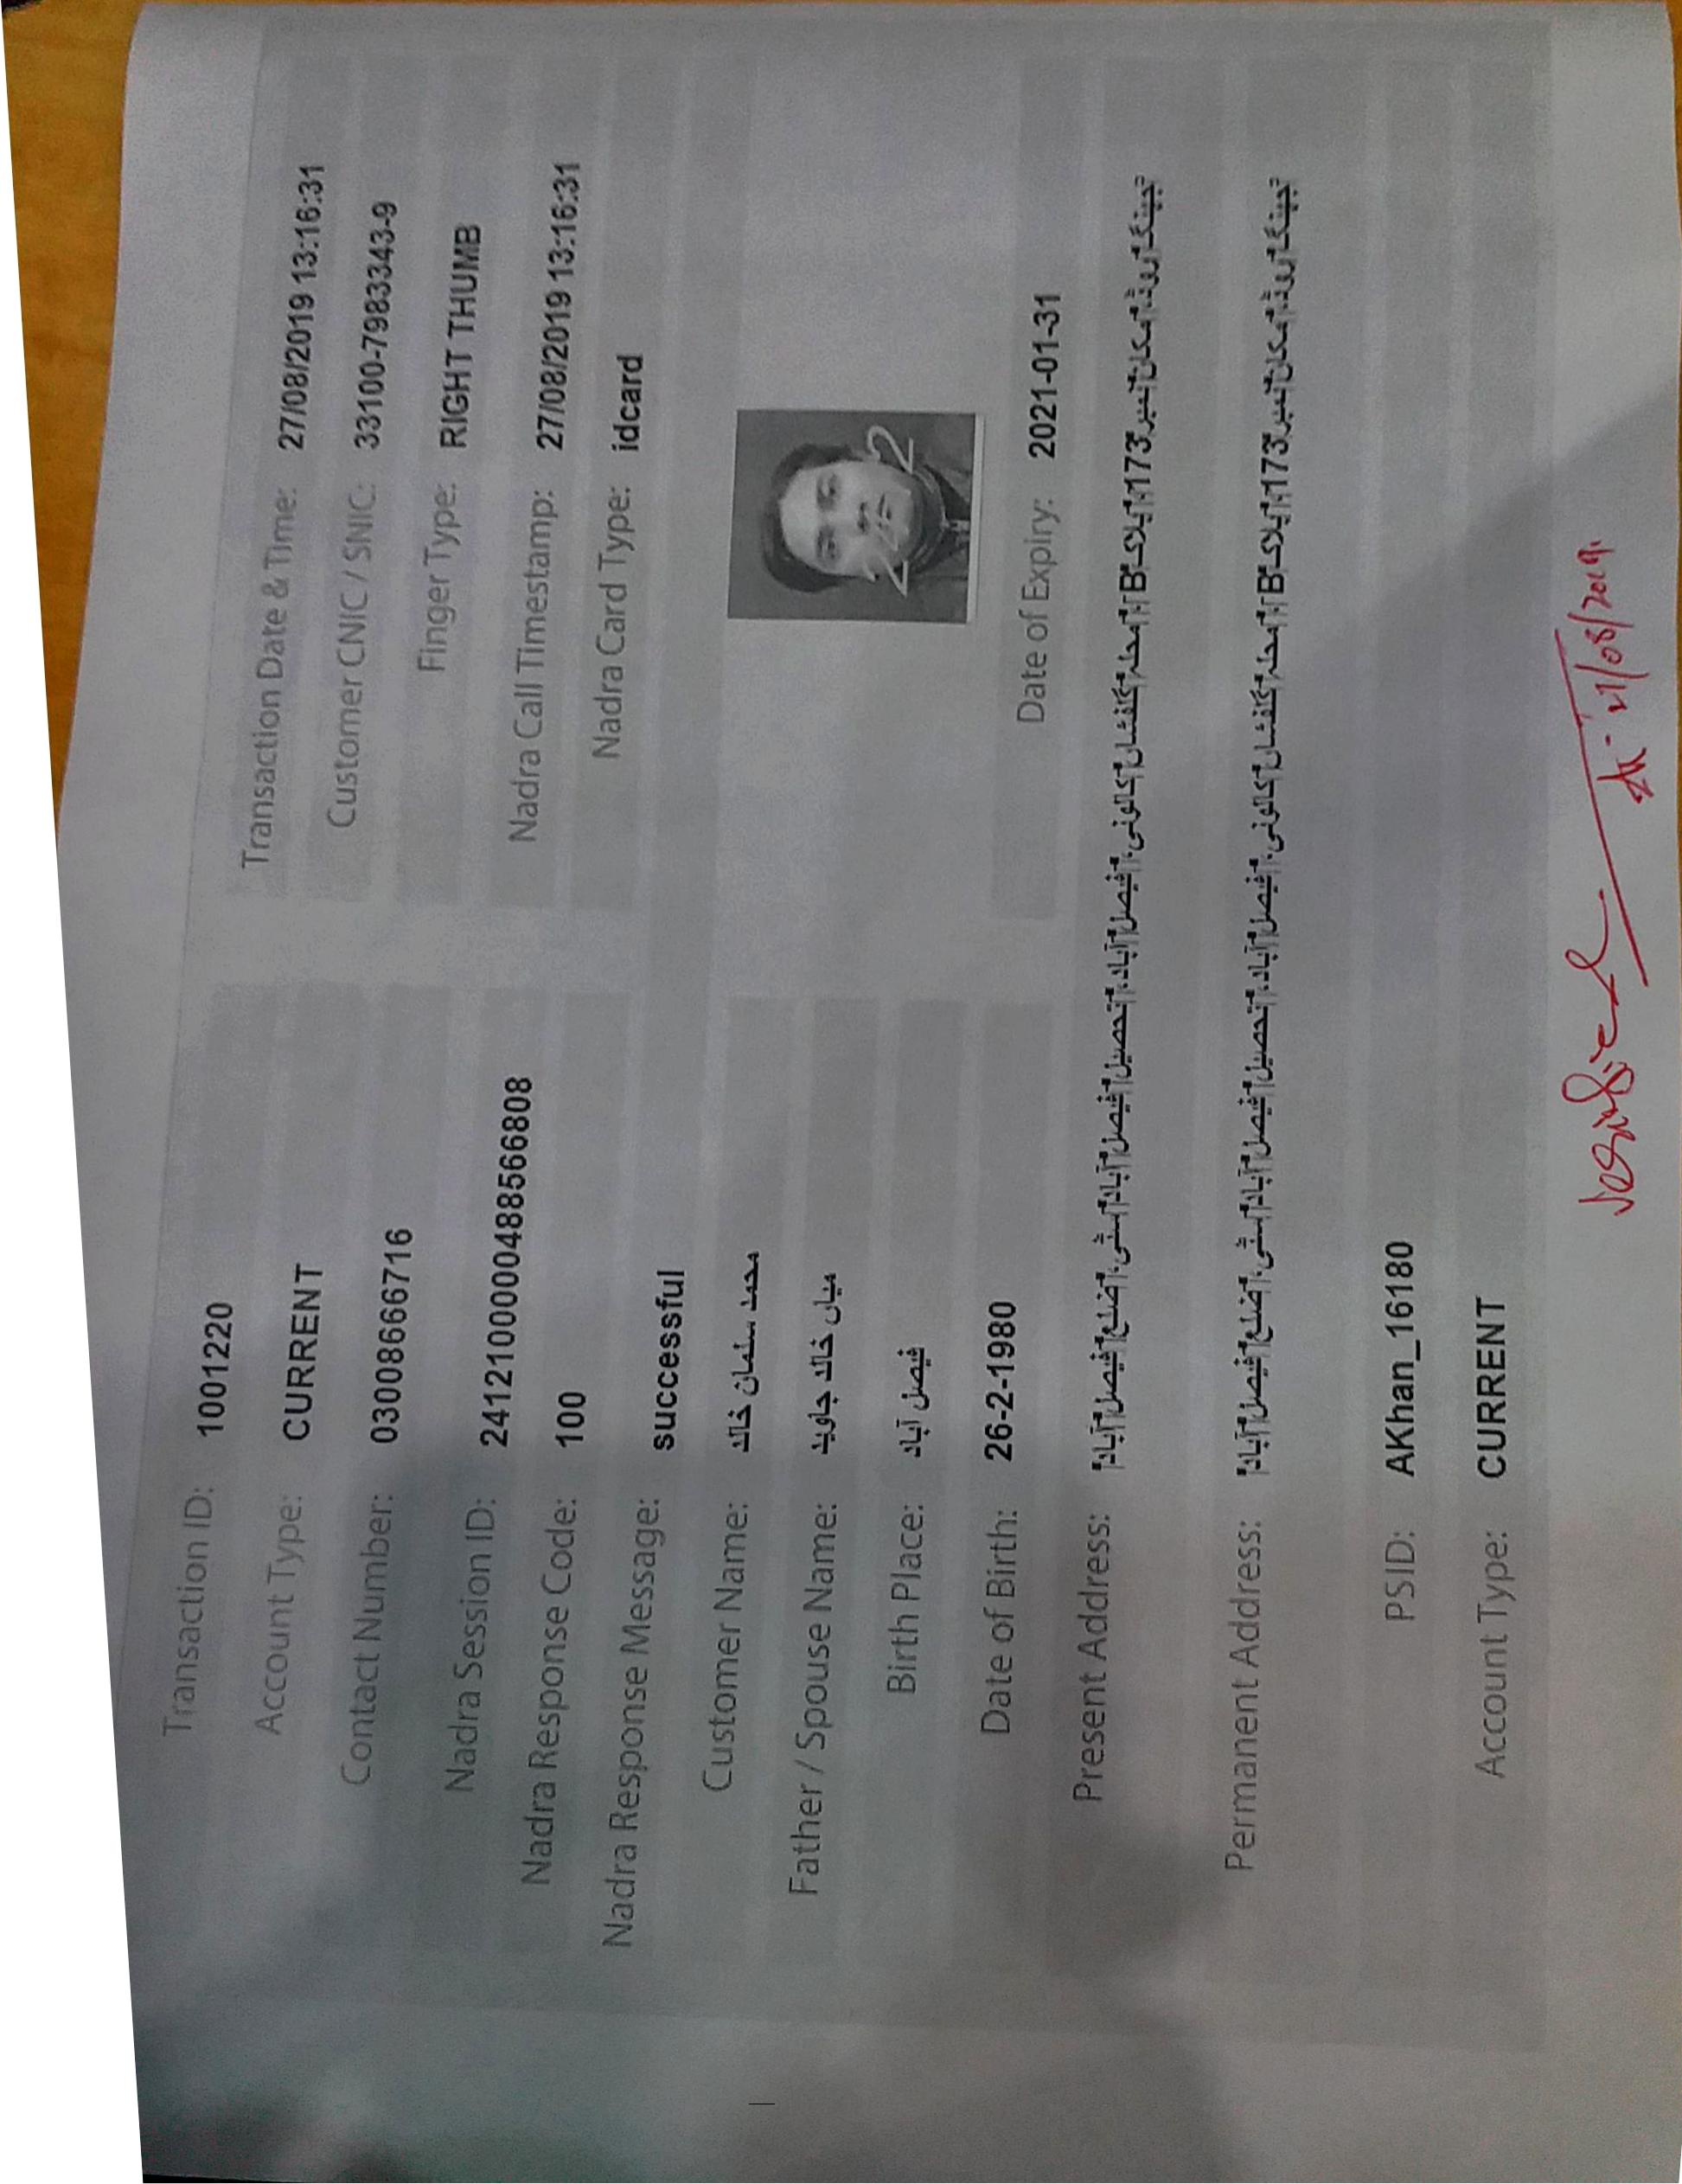 Transaction ID: 1001220
Transaction Date & Time: 27/08/2019 13:16:31
Account Type: CURRENT
Customer CNIC / SNIC: 33100-7983343-9
Contact Number: 03008666716
Finger Type: RIGHT THUMB
Nadra Session ID: 2412100000488566808
Nadra Call Timestamp: 27/08/2019 13:16:31
Nadra Response Code: 100
Nadra Card Type: idcard
Nadra Response Message: successful
Customer Name: محمد سلمان خالد
Father / Spouse Name: میاں خالد جاوید
Birth Place: فیصل آباد
Date of Birth: 26-2-1980
Date of Expiry: 2021-01-31
Present Address: جھنگ روڈ، مکان نمبر 173، بلاک B، محلہ گلفشاں کالونی، فیصل آباد، تحصیل فیصل آباد سٹی، ضلع فیصل آباد
Permanent Address: جھنگ روڈ، مکان نمبر 173، بلاک B، محلہ گلفشاں کالونی، فیصل آباد، تحصیل فیصل آباد سٹی، ضلع فیصل آباد
PSID: AKhan_16180
Account Type: CURRENT
Verified 27/08/2019.